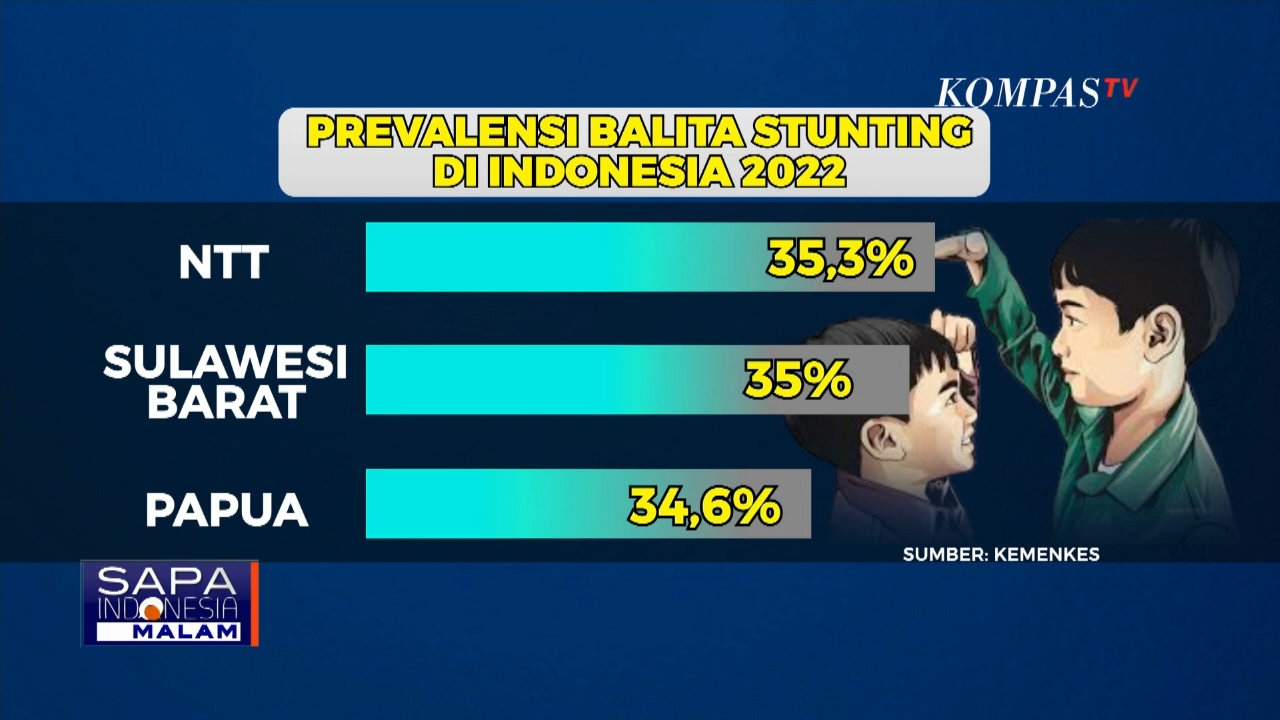 KOMPASTV
PREVALENSI BALITA STUNTING
DI INDONESIA 2022
NTT
35,3%
SULAWESI
BARAT
35%
PAPUA
34,6%
SUMBER: KEMENKES
SAPA
INDONESIA
MALAM